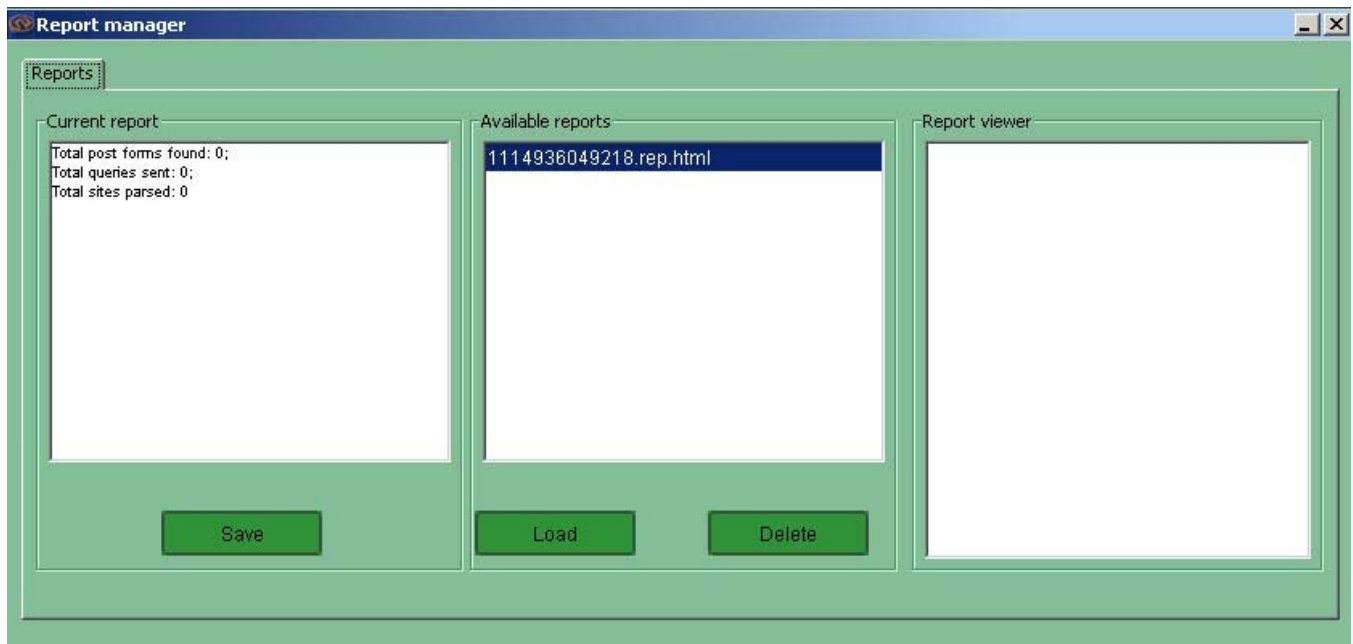 Report manager
Reports
Current report
Total post forms found: 0;
Total queries sent: 0;
Total sites parsed: 0
Save
Available reports
1114936049218.rep.html
Load
Delete
Report viewer